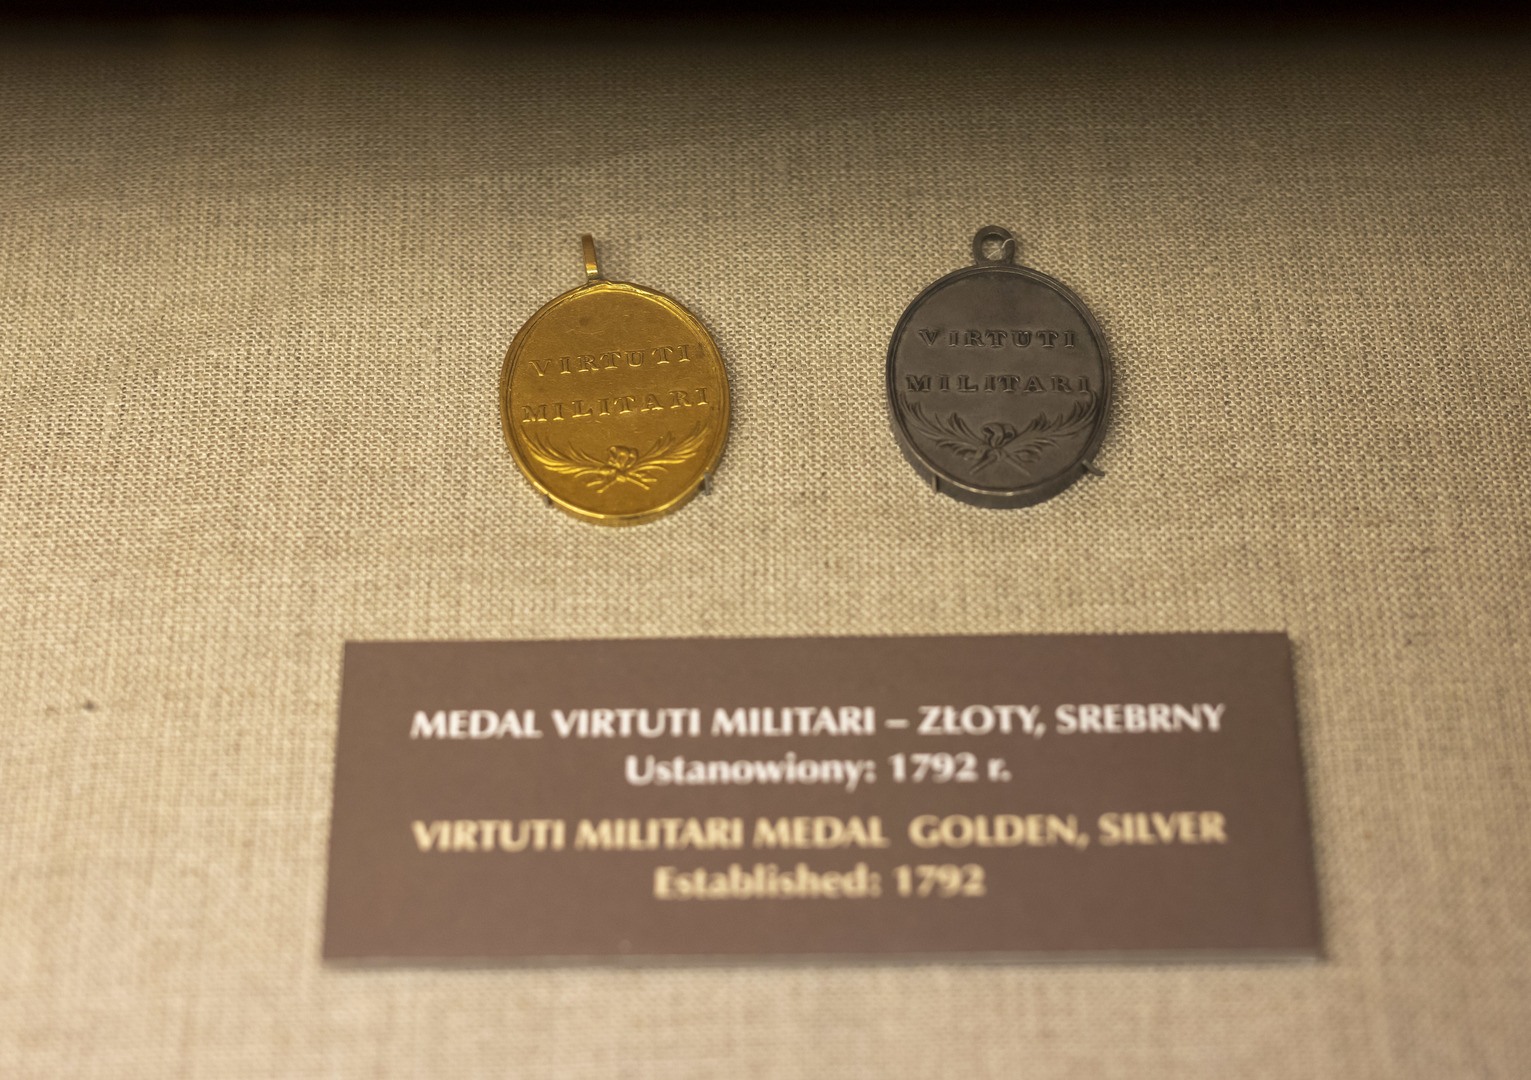 VIRTUTI
MILITARI
VIRTUTI
MILITARI
MEDAL VIRTUTI MILITARI – ZŁOTY, SREBRNY
Ustanowiony: 1792 r.
VIRTUTI MILITARI MEDAL GOLDEN, SILVER
Established: 1792